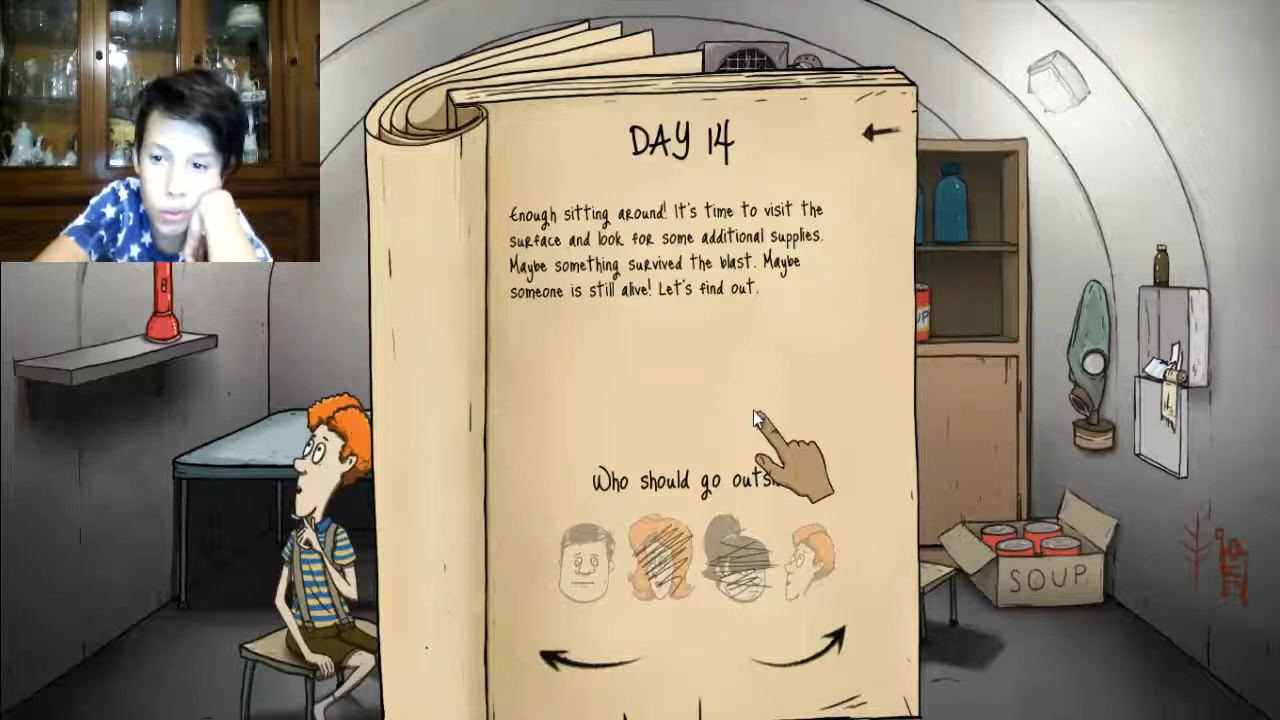 DAY 14
Enough sitting around! It's time to visit the
surface and look for some additional supplies.
Maybe something survived the blast. Maybe
someone is still alive! Let's find out.
Who should go
UP
SOUP